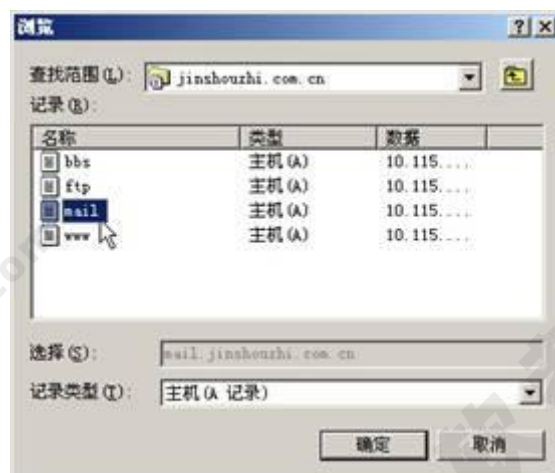 浏览
查找范围(L): jinshouzhi.com.cn
记录(R):
名称 类型 数据
bbs 主机(A) 10.115....
ftp 主机(A) 10.115....
mail 主机(A) 10.115....
www 主机(A) 10.115....
选择(S): mail.jinshouzhi.com.cn
记录类型(T): 主机(A 记录)
确定 取消